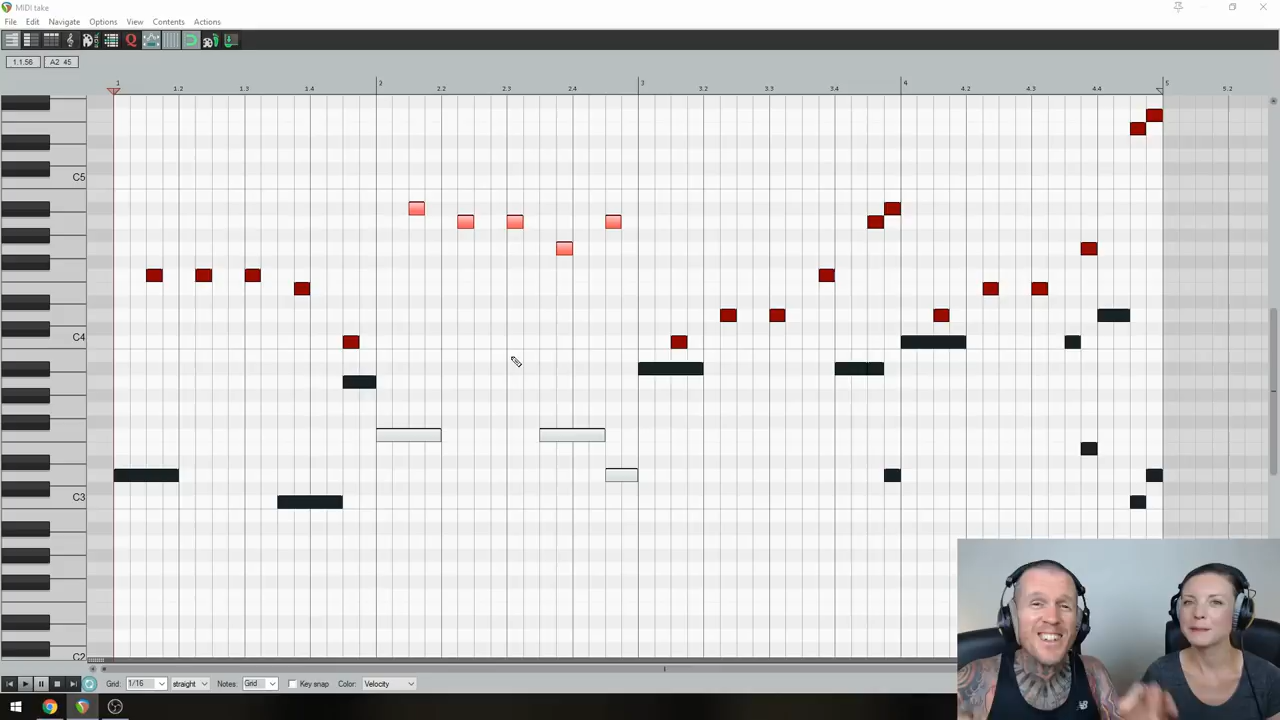 MIDI take
File Edit Navigate Options View Contents Actions
Q
1.1.56 A2 45
1 1.2 1.3 1.4 2 2.2 2.3 2.4 3 3.2 3.3 3.4 4 4.2 4.3 4.4 5 5.2
C5
C4
C3
C2
Grid: 1/16 straight Notes: Grid Key snap Color: Velocity